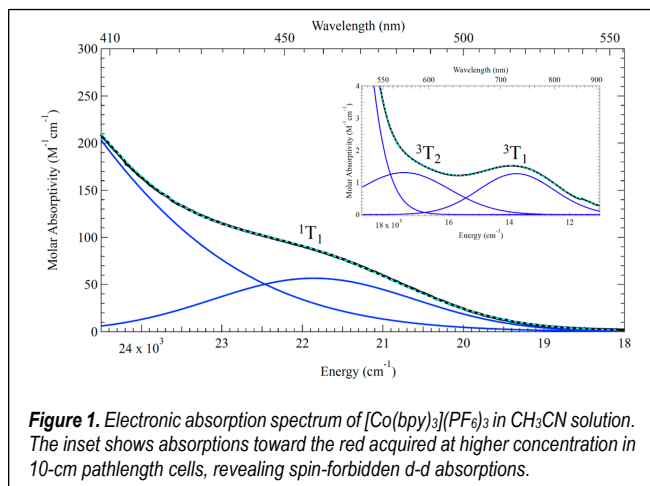 Wavelength (nm)
410 450 500 550
300
250
200
150
100
50
0
Molar Absorptivity (M⁻¹cm⁻¹)
¹T₁
24 x 10³ 23 22 21 20 19 18
Energy (cm⁻¹)
Wavelength (nm)
550 600 700 800 900
4
3
2
1
0
Molar Absorptivity (M⁻¹cm⁻¹)
³T₂ ³T₁
18 x 10³ 16 14 12
Energy (cm⁻¹)
Figure 1. Electronic absorption spectrum of [Co(bpy)₃](PF₆)₃ in CH₃CN solution.
The inset shows absorptions toward the red acquired at higher concentration in
10-cm pathlength cells, revealing spin-forbidden d-d absorptions.